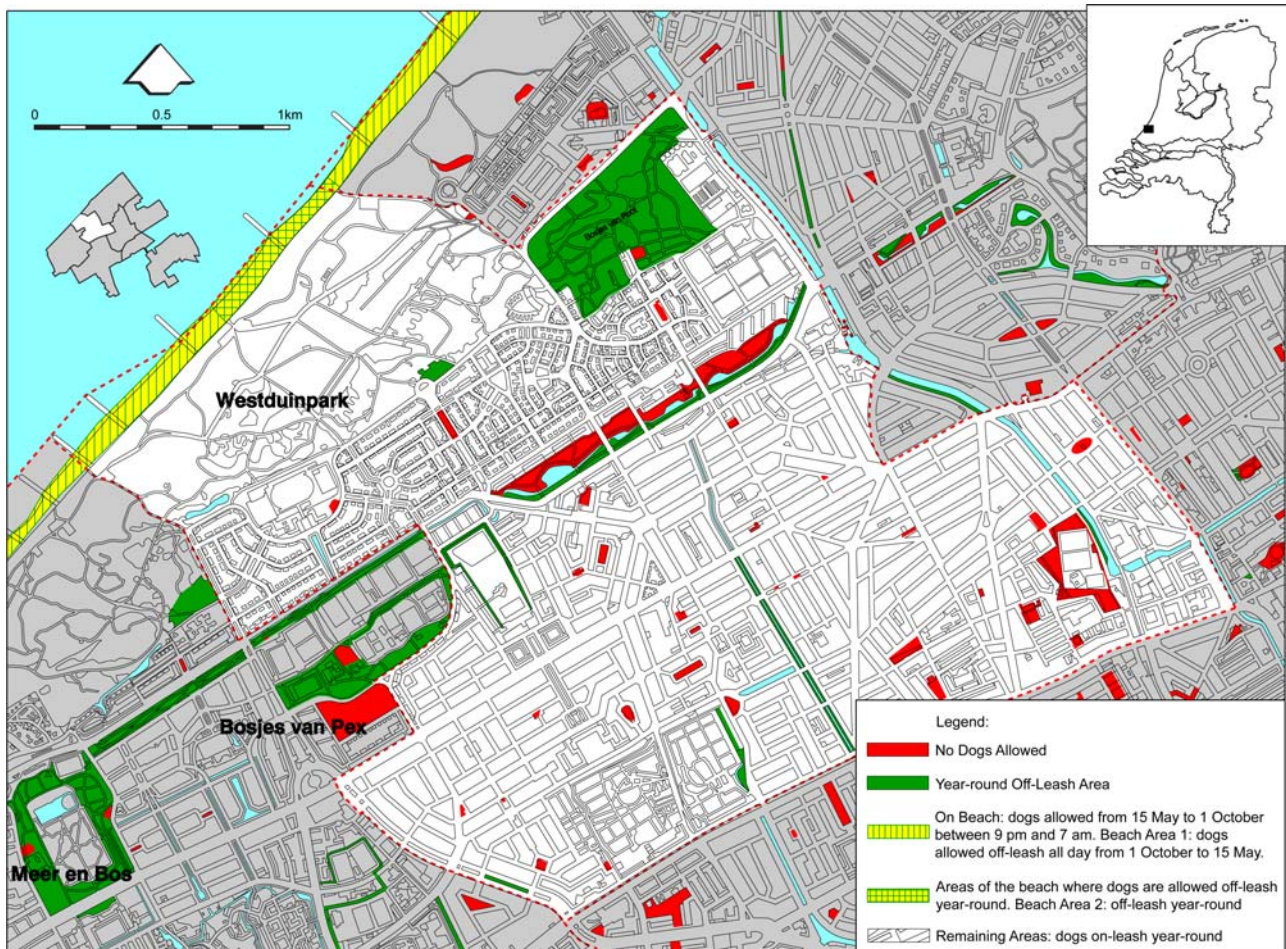 0 0.5 1km
Bosjes van Poot
Westduinpark
Bosjes van Pex
Meer en Bos
Legend:
No Dogs Allowed
Year-round Off-Leash Area
On Beach: dogs allowed from 15 May to 1 October
between 9 pm and 7 am. Beach Area 1: dogs
allowed off-leash all day from 1 October to 15 May.
Areas of the beach where dogs are allowed off-leash
year-round. Beach Area 2: off-leash year-round
Remaining Areas: dogs on-leash year-round